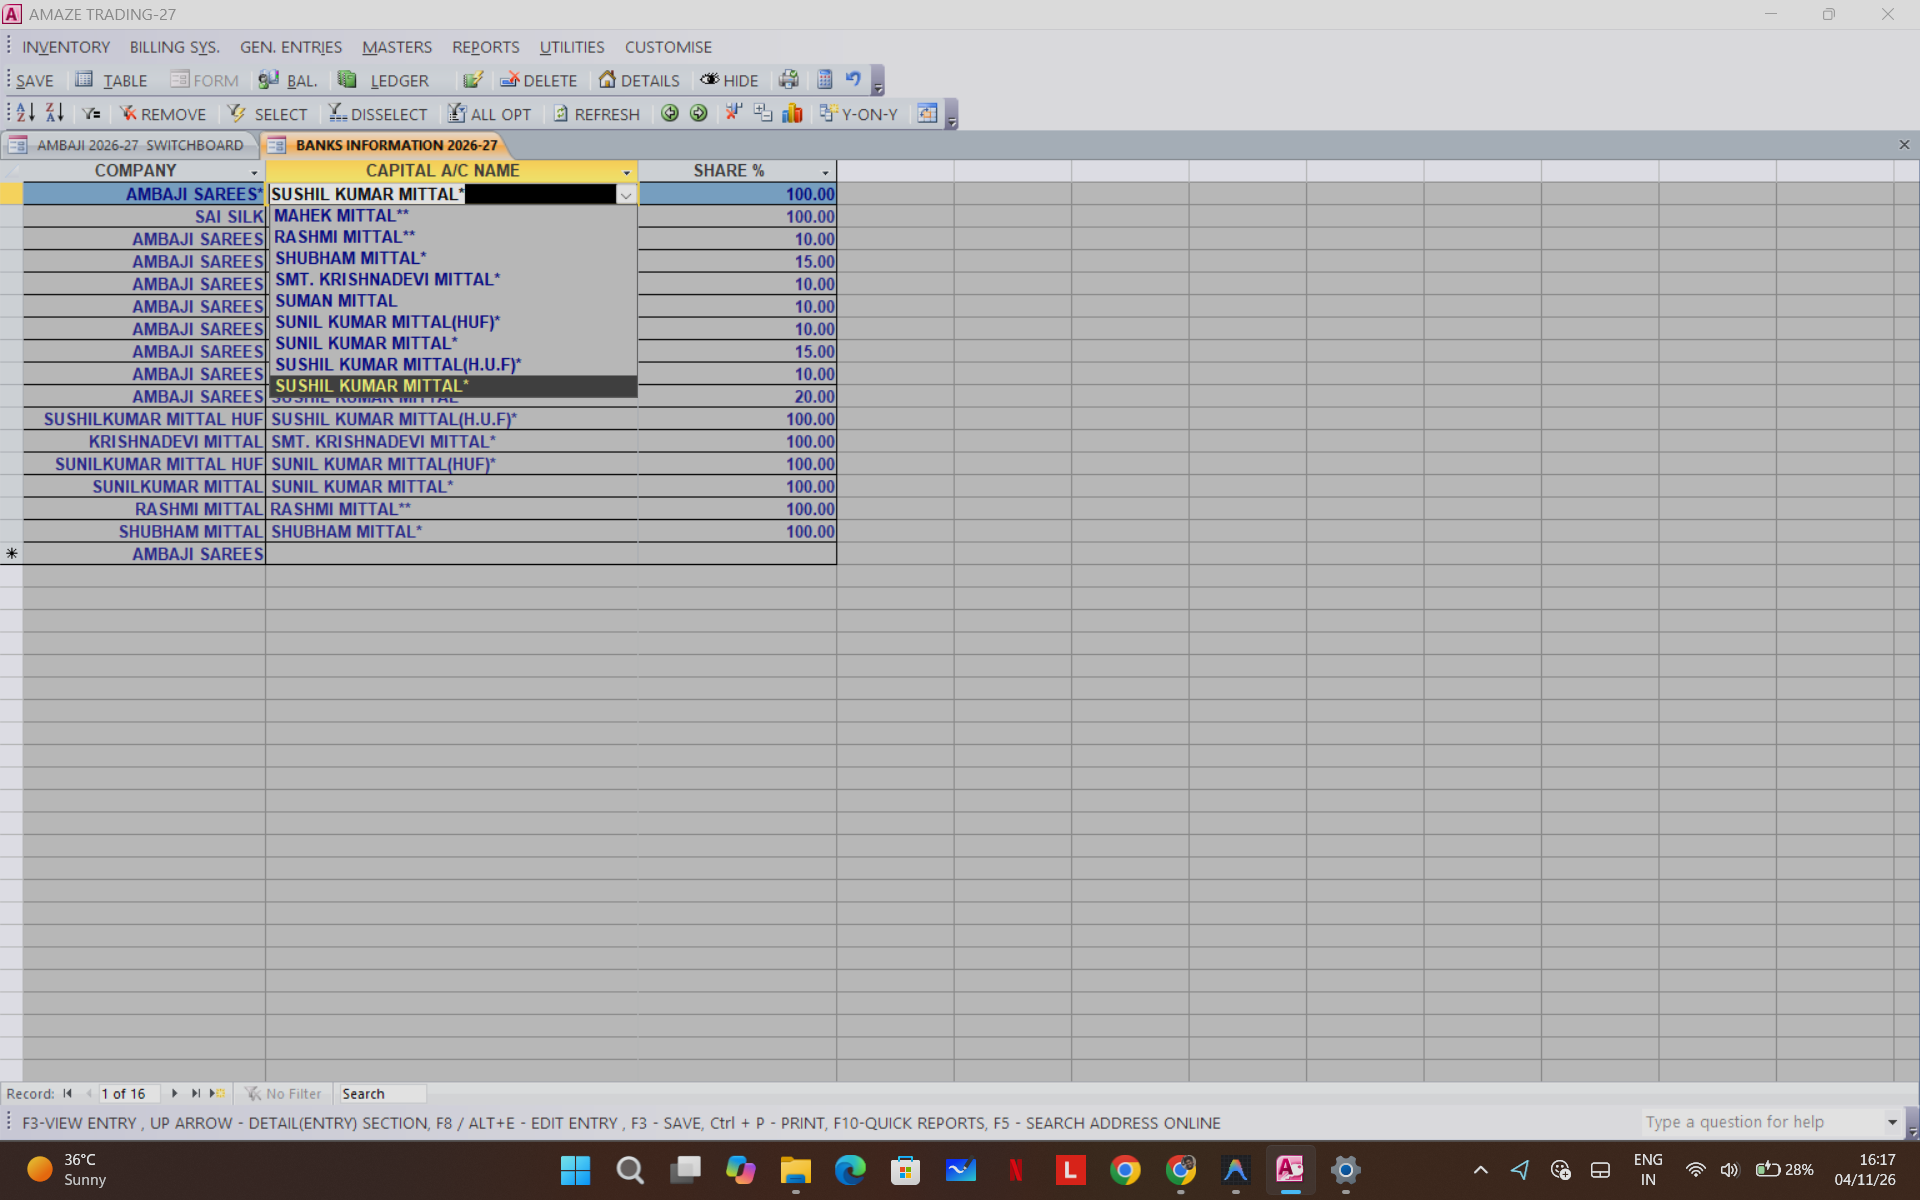 AMAZE TRADING-27
INVENTORY BILLING SYS. GEN. ENTRIES MASTERS REPORTS UTILITIES CUSTOMISE
SAVE TABLE FORM BAL. LEDGER DELETE DETAILS HIDE
REMOVE SELECT DISSELECT ALL OPT REFRESH Y-ON-Y
AMBAJI 2026-27 SWITCHBOARD BANKS INFORMATION 2026-27
COMPANY CAPITAL A/C NAME SHARE %
AMBAJI SAREES* SUSHIL KUMAR MITTAL* 100.00
SAI SILK MAHEK MITTAL** 100.00
AMBAJI SAREES RASHMI MITTAL** 10.00
AMBAJI SAREES SHUBHAM MITTAL* 15.00
AMBAJI SAREES SMT. KRISHNADEVI MITTAL* 10.00
AMBAJI SAREES SUMAN MITTAL 10.00
AMBAJI SAREES SUNIL KUMAR MITTAL(HUF)* 10.00
AMBAJI SAREES SUNIL KUMAR MITTAL* 15.00
AMBAJI SAREES SUSHIL KUMAR MITTAL(H.U.F)* 10.00
SUSHIL KUMAR MITTAL*
AMBAJI SAREES SUSHIL KUMAR MITTAL 20.00
SUSHILKUMAR MITTAL HUF SUSHIL KUMAR MITTAL(H.U.F)* 100.00
KRISHNADEVI MITTAL SMT. KRISHNADEVI MITTAL* 100.00
SUNILKUMAR MITTAL HUF SUNIL KUMAR MITTAL(HUF)* 100.00
SUNILKUMAR MITTAL SUNIL KUMAR MITTAL* 100.00
RASHMI MITTAL RASHMI MITTAL** 100.00
SHUBHAM MITTAL SHUBHAM MITTAL* 100.00
AMBAJI SAREES
Record: 1 of 16 No Filter Search
F3-VIEW ENTRY , UP ARROW - DETAIL(ENTRY) SECTION, F8 / ALT+E - EDIT ENTRY , F3 - SAVE, Ctrl + P - PRINT, F10-QUICK REPORTS, F5 - SEARCH ADDRESS ONLINE Type a question for help
36°C
Sunny
ENG
IN
28%
16:17
04/11/26